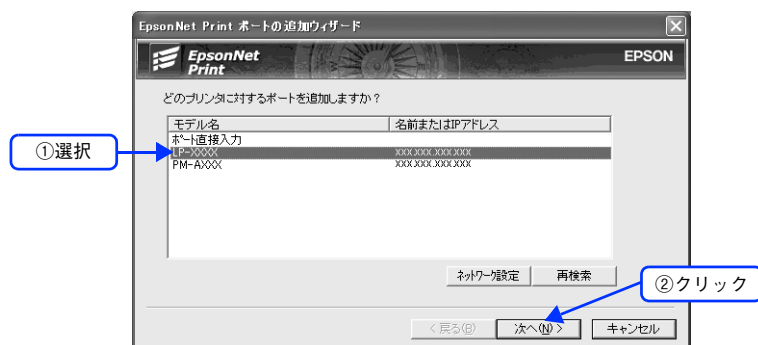 EpsonNet Print ポートの追加ウィザード
EpsonNet
Print
EPSON
どのプリンタに対するポートを追加しますか?
モデル名 名前またはIPアドレス
ポート直接入力
LP-XXXX XXX.XXX.XXX.XXX
PM-AXXX XXX.XXX.XXX.XXX
①選択
ネットワーク設定 再検索
②クリック
< 戻る(B) 次へ(N) > キャンセル